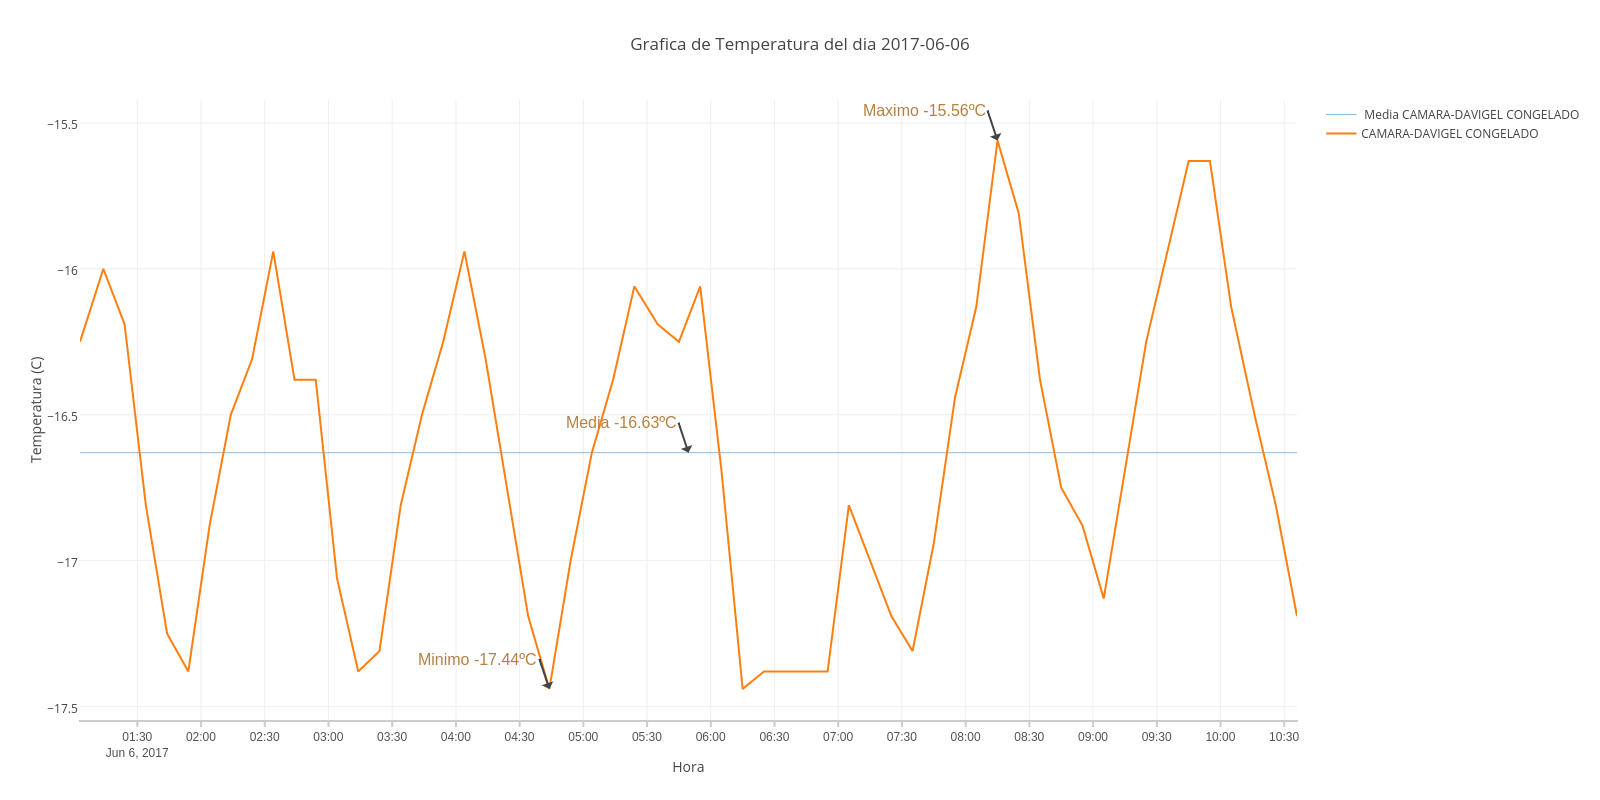 Grafica de Temperatura del dia 2017-06-06
Maximo -15.56ºC
Media CAMARA-DAVIGEL CONGELADO
CAMARA-DAVIGEL CONGELADO
−15.5
−16
−16.5
−17
−17.5
Temperatura (C)
Media -16.63ºC
Minimo -17.44ºC
01:30 02:00 02:30 03:00 03:30 04:00 04:30 05:00 05:30 06:00 06:30 07:00 07:30 08:00 08:30 09:00 09:30 10:00 10:30
Jun 6, 2017
Hora